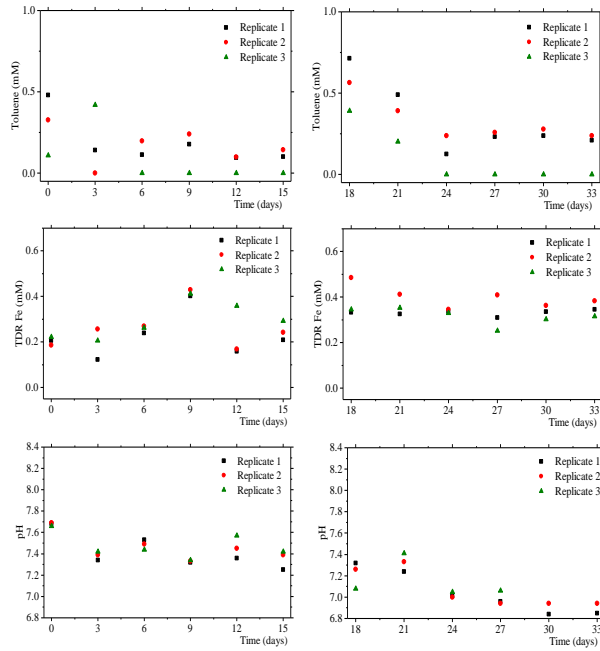 1.0
Replicate 1
Replicate 2
Replicate 3
Toluene (mM)
0.5
0.0
0 3 6 9 12 15
Time (days)
1.0
Replicate 1
Replicate 2
Replicate 3
Toluene (mM)
0.5
0.0
18 21 24 27 30 33
Time (days)
0.6
Replicate 1
Replicate 2
Replicate 3
TDR Fe (mM)
0.4
0.2
0.0
0 3 6 9 12 15
Time (days)
0.6
Replicate 1
Replicate 2
Replicate 3
TDR Fe (mM)
0.4
0.2
0.0
18 21 24 27 30 33
Time (days)
8.4
Replicate 1
8.2
Replicate 2
8.0
Replicate 3
7.8
pH
7.6
7.4
7.2
7.0
6.8
0 3 6 9 12 15
Time (days)
8.4
Replicate 1
8.2
Replicate 2
8.0
Replicate 3
7.8
pH
7.6
7.4
7.2
7.0
6.8
18 21 24 27 30 33
Time (days)